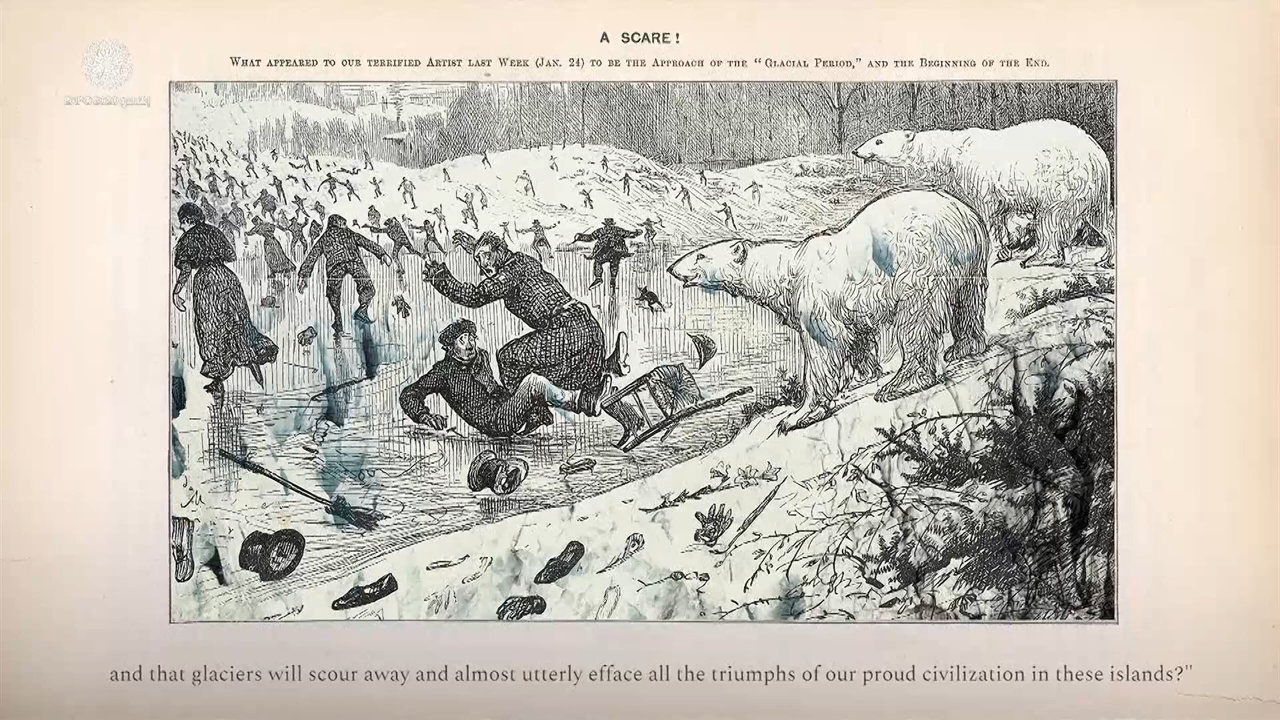 A SCARE!
WHAT APPEARED TO OUR TERRIFIED ARTIST LAST WEEK (JAN. 24) TO BE THE APPROACH OF THE "GLACIAL PERIOD," AND THE BEGINNING OF THE END.
and that glaciers will scour away and almost utterly efface all the triumphs of our proud civilization in these islands?"